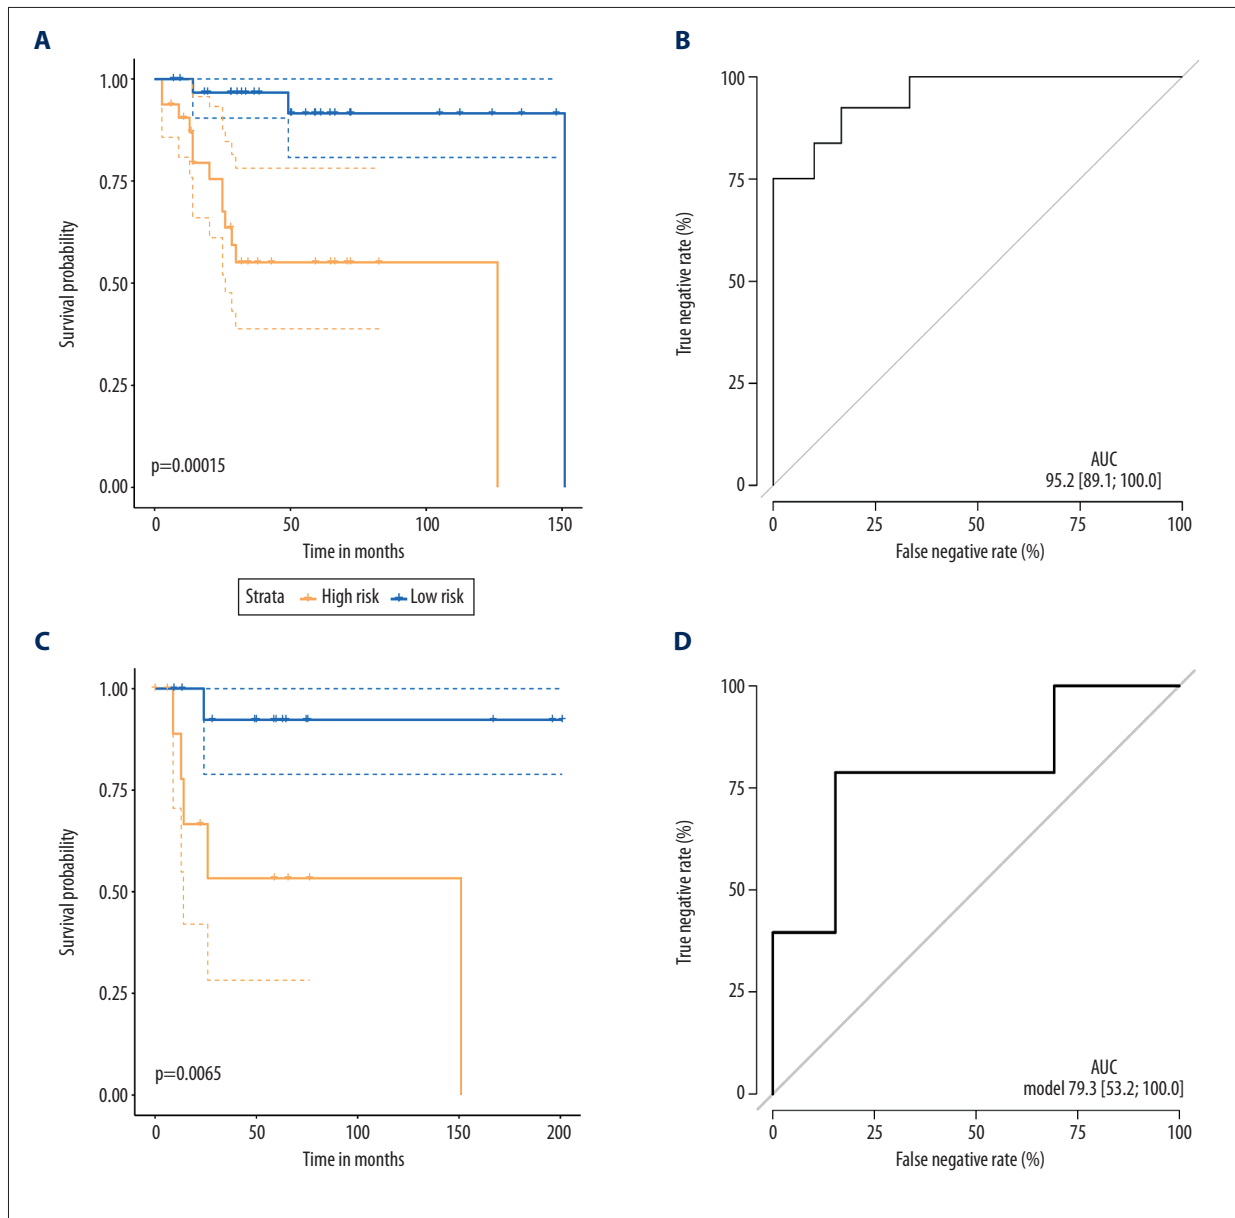 A
1.00
0.75
0.50
0.25
0.00
Survival probability
p=0.00015
0 50 100 150
Time in months
B
100
75
50
25
0
True negative rate (%)
AUC
95.2 [89.1; 100.0]
0 25 50 75 100
False negative rate (%)
Strata High risk Low risk
C
1.00
0.75
0.50
0.25
0.00
Survival probability
p=0.0065
0 50 100 150 200
Time in months
D
100
75
50
25
0
True negative rate (%)
AUC
model 79.3 [53.2; 100.0]
0 25 50 75 100
False negative rate (%)